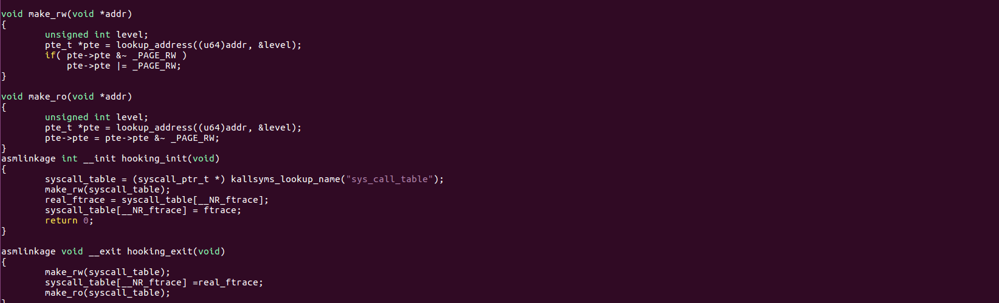 void make_rw(void *addr)
{
        unsigned int level;
        pte_t *pte = lookup_address((u64)addr, &level);
        if( pte->pte &~ _PAGE_RW )
            pte->pte |= _PAGE_RW;
}

void make_ro(void *addr)
{
        unsigned int level;
        pte_t *pte = lookup_address((u64)addr, &level);
        pte->pte = pte->pte &~ _PAGE_RW;
}
asmlinkage int __init hooking_init(void)
{
        syscall_table = (syscall_ptr_t *) kallsyms_lookup_name("sys_call_table");
        make_rw(syscall_table);
        real_ftrace = syscall_table[__NR_ftrace];
        syscall_table[__NR_ftrace] = ftrace;
        return 0;
}

asmlinkage void __exit hooking_exit(void)
{
        make_rw(syscall_table);
        syscall_table[__NR_ftrace] =real_ftrace;
        make_ro(syscall_table);
}